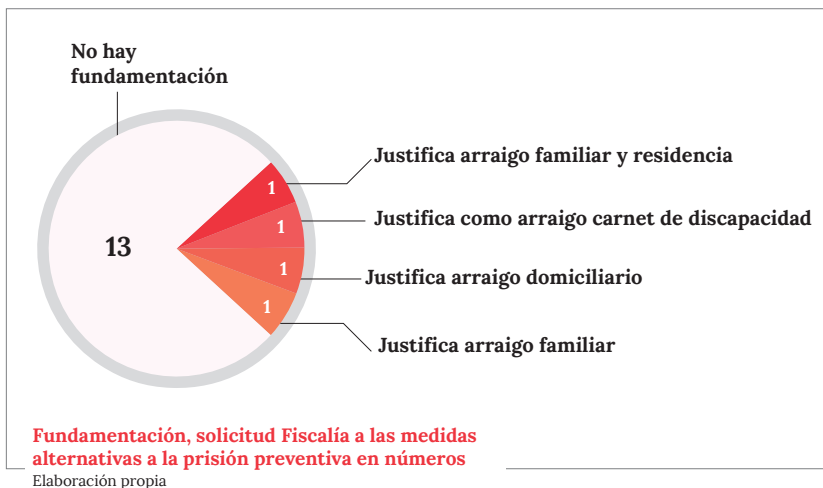 No hay
fundamentación
Justifica arraigo familiar y residencia
1
Justifica como arraigo carnet de discapacidad
1
13
Justifica arraigo domiciliario
1
1
Justifica arraigo familiar
Fundamentación, solicitud Fiscalía a las medidas
alternativas a la prisión preventiva en números
Elaboración propia